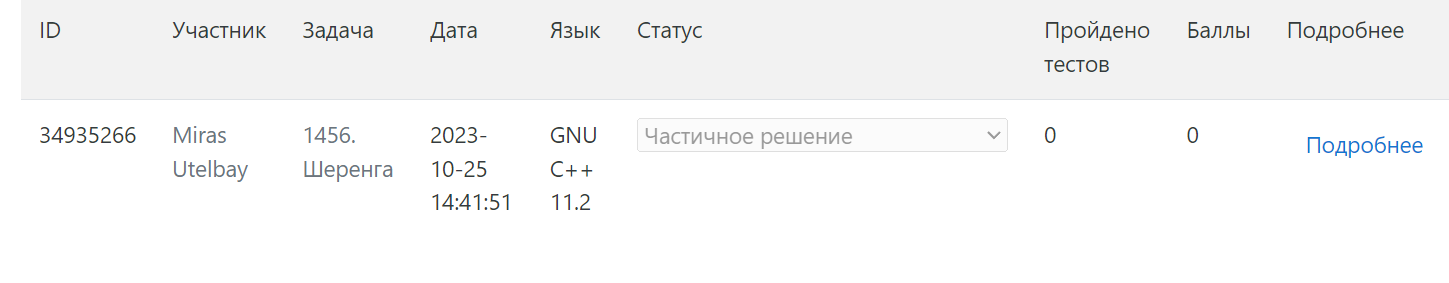 ID Участник Задача Дата Язык Статус Пройдено тестов Баллы Подробнее
34935266 Miras Utelbay 1456. Шеренга 2023-10-25 14:41:51 GNU C++ 11.2 Частичное решение 0 0 Подробнее